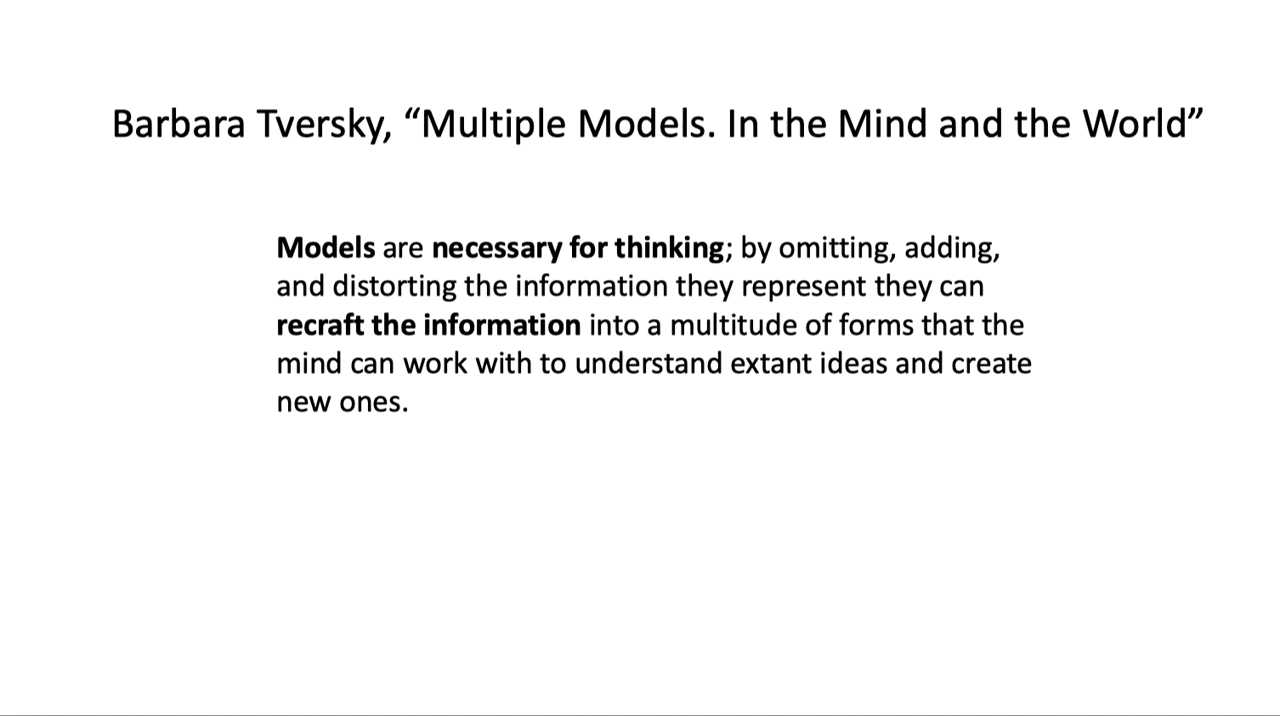 Barbara Tversky, “Multiple Models. In the Mind and the World”
Models are necessary for thinking; by omitting, adding,
and distorting the information they represent they can
recraft the information into a multitude of forms that the
mind can work with to understand extant ideas and create
new ones.